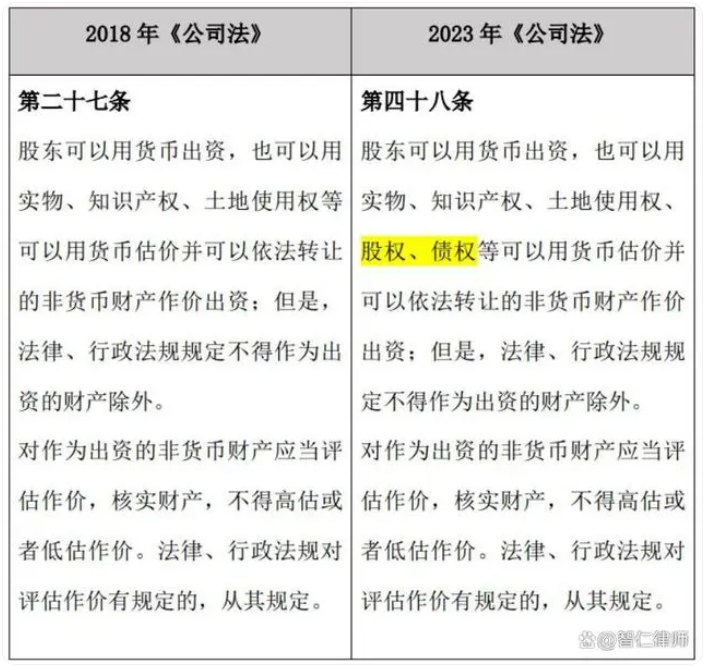 2018 年《公司法》
2023 年《公司法》
第二十七条
股东可以用货币出资，也可以用
实物、知识产权、土地使用权等
可以用货币估价并可以依法转让
的非货币财产作价出资；但是，
法律、行政法规规定不得作为出
资的财产除外。
对作为出资的非货币财产应当评
估作价，核实财产，不得高估或
者低估作价。法律、行政法规对
评估作价有规定的，从其规定。
第四十八条
股东可以用货币出资，也可以用
实物、知识产权、土地使用权、
股权、债权等可以用货币估价并
可以依法转让的非货币财产作价
出资；但是，法律、行政法规规
定不得作为出资的财产除外。
对作为出资的非货币财产应当评
估作价，核实财产，不得高估或
者低估作价。法律、行政法规对
评估作价有规定的，从其规定。
@智仁律师